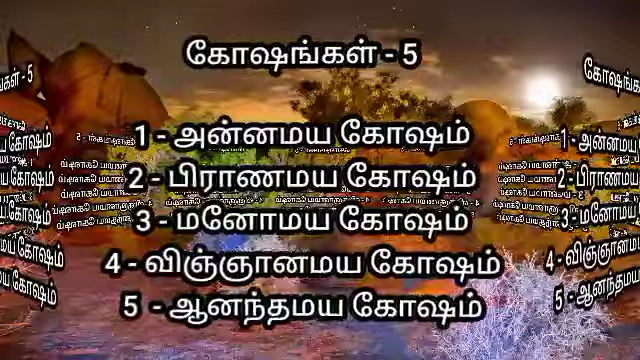 கோஷங்கள் - 5
1 - அன்னமய கோஷம்
2 - பிராணமய கோஷம்
3 - மனோமய கோஷம்
4 - விஞ்ஞானமய கோஷம்
5 - ஆனந்தமய கோஷம்